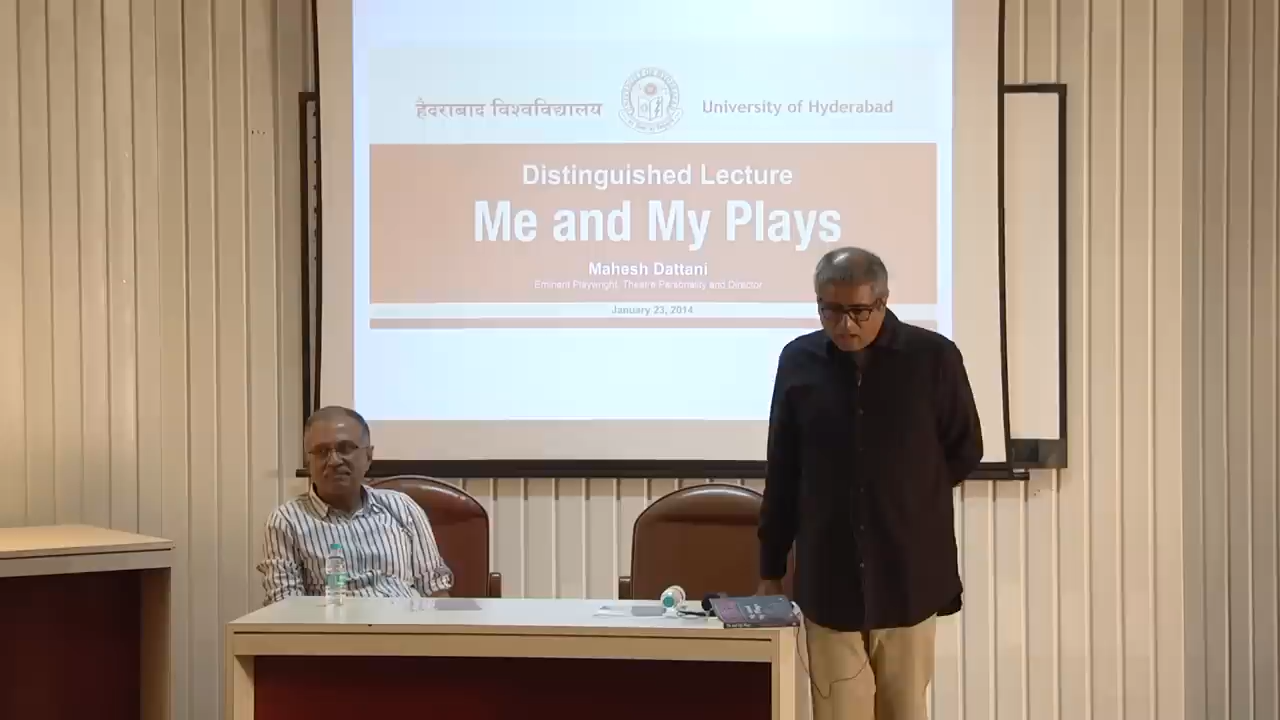 हैदराबाद विश्वविद्यालय
University of Hyderabad
Distinguished Lecture
Me and My Plays
Mahesh Dattani
Eminent Playwright, Theatre Personality and Director
January 23, 2014